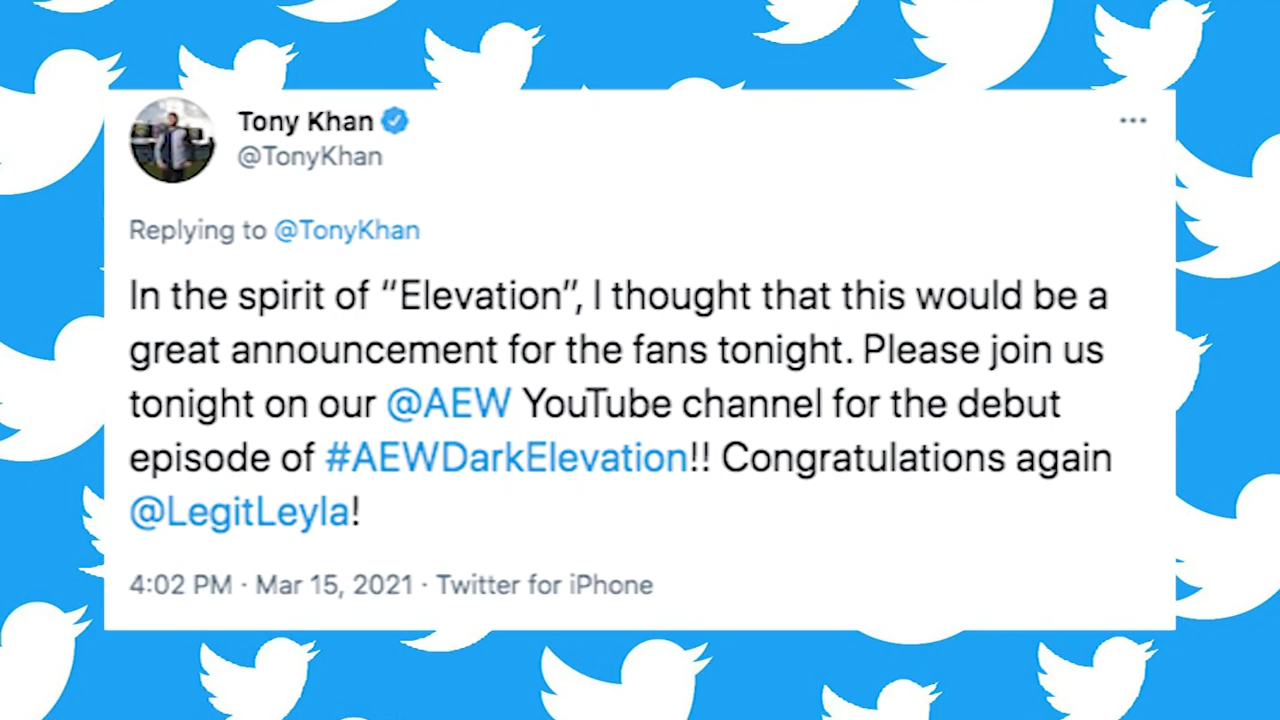 Tony Khan
@TonyKhan
Replying to @TonyKhan
In the spirit of “Elevation”, I thought that this would be a
great announcement for the fans tonight. Please join us
tonight on our @AEW YouTube channel for the debut
episode of #AEWDarkElevation!! Congratulations again
@LegitLeyla!
4:02 PM · Mar 15, 2021 · Twitter for iPhone